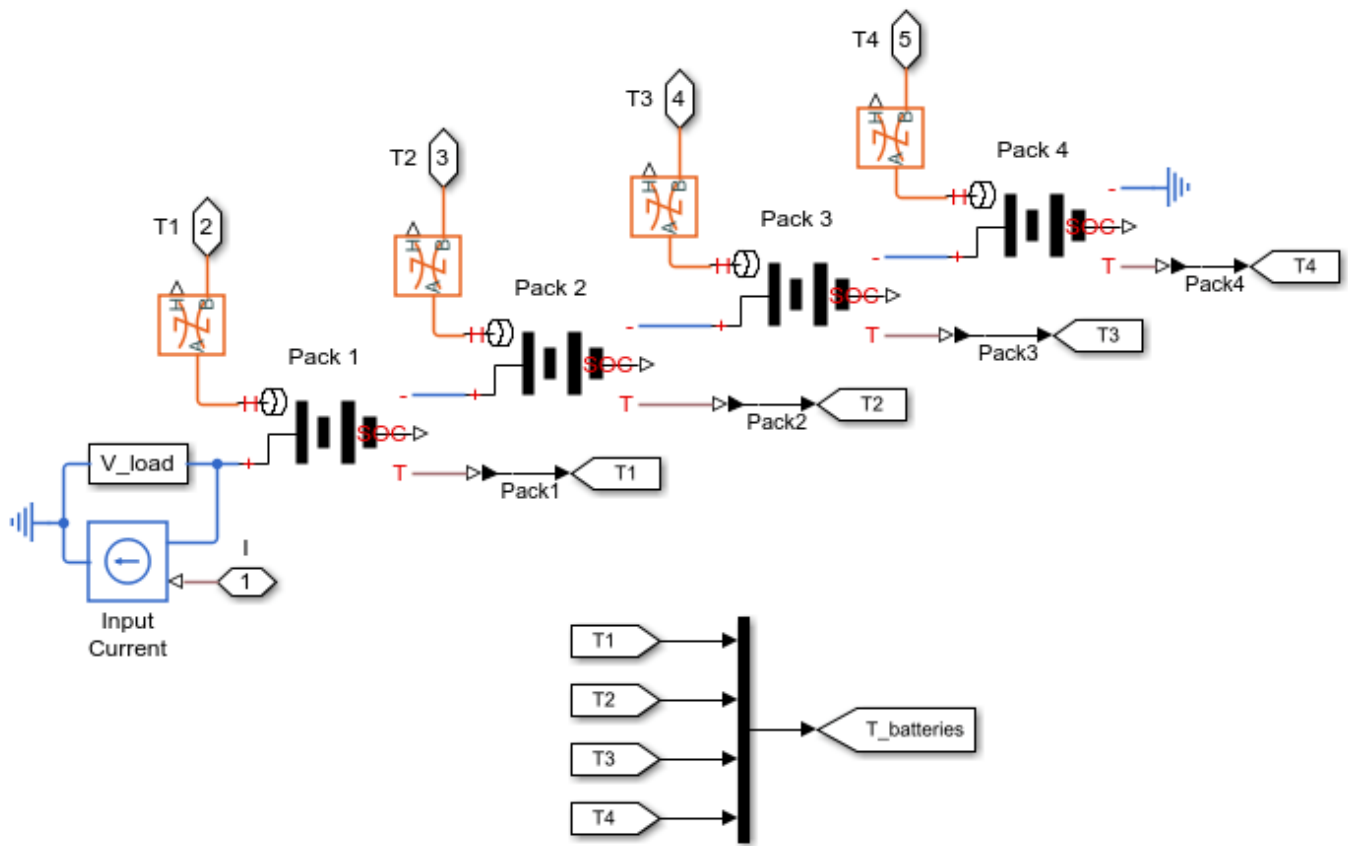 T4
5
T3
4
H
B
A
Pack 4
-
T2
3
H
B
A
Pack 3
H
SOC
T1
2
H
B
A
Pack 2
-
H
+
T
Pack4
T4
H
B
A
Pack 1
-
H
+
SOC
T
Pack3
T3
-
H
+
SOC
T
Pack2
T2
V_load
+
SOC
T
Pack1
T1
I
1
Input
Current
T1
T2
T3
T4
T_batteries